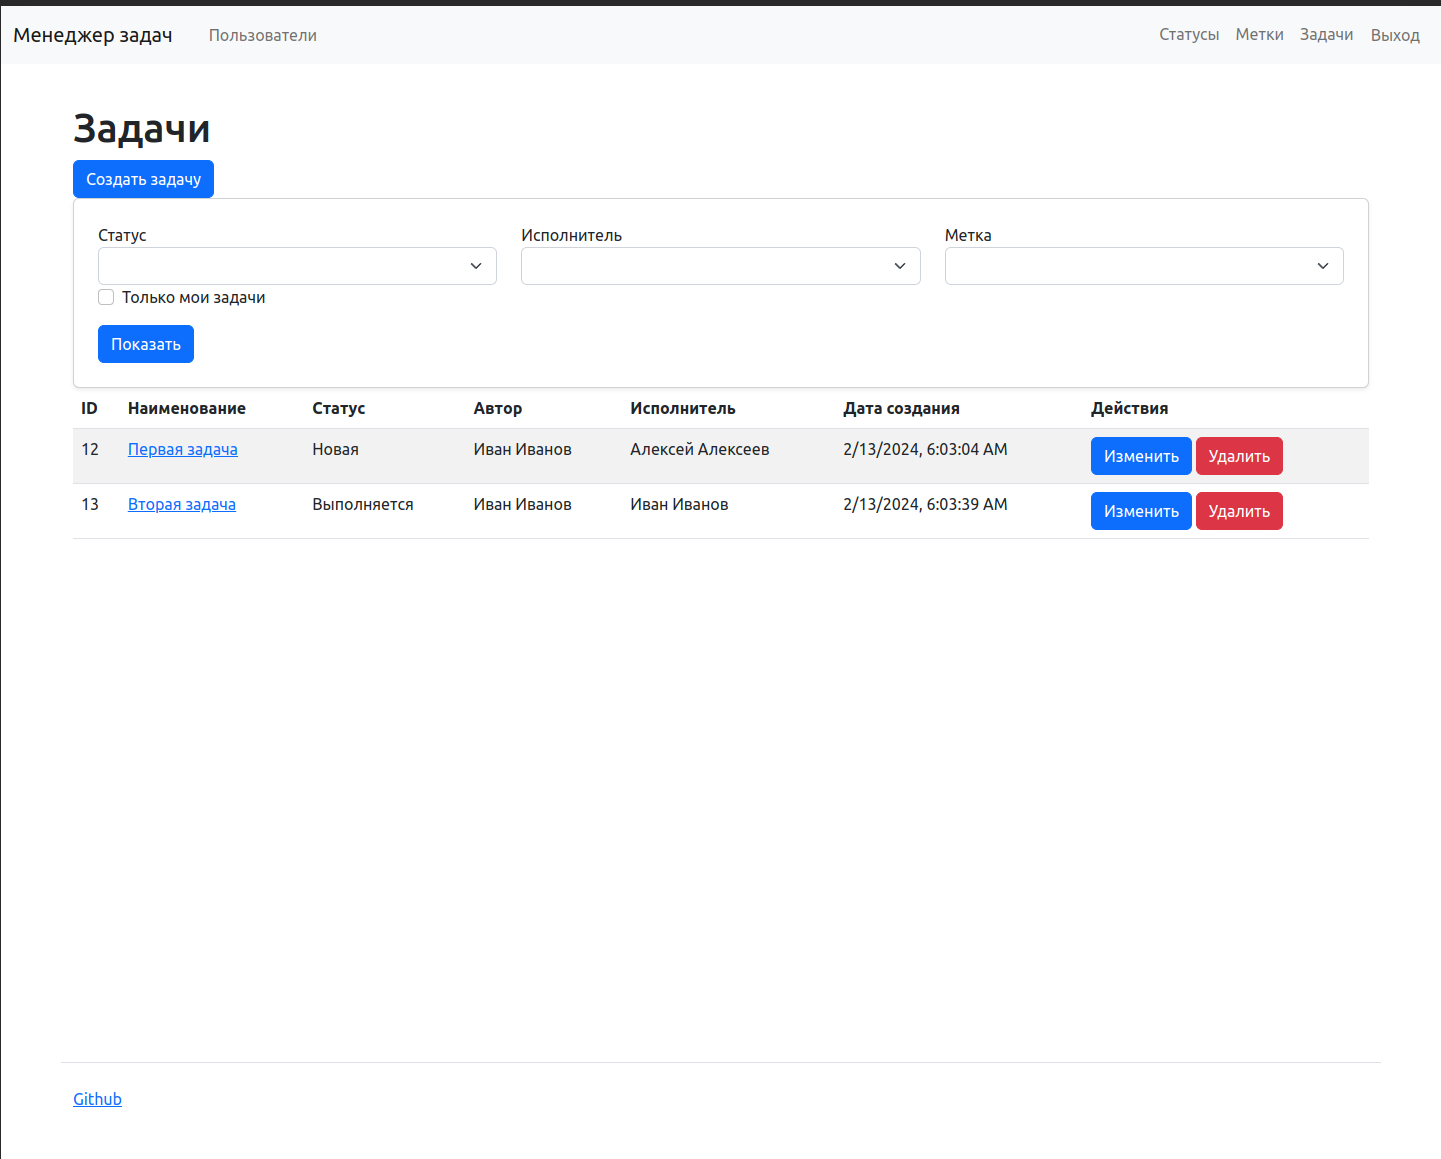 Менеджер задач Пользователи Статусы Метки Задачи Выход
Задачи
Создать задачу
Статус Исполнитель Метка
Только мои задачи
Показать
ID Наименование Статус Автор Исполнитель Дата создания Действия
12 Первая задача Новая Иван Иванов Алексей Алексеев 2/13/2024, 6:03:04 AM Изменить Удалить
13 Вторая задача Выполняется Иван Иванов Иван Иванов 2/13/2024, 6:03:39 AM Изменить Удалить
Github